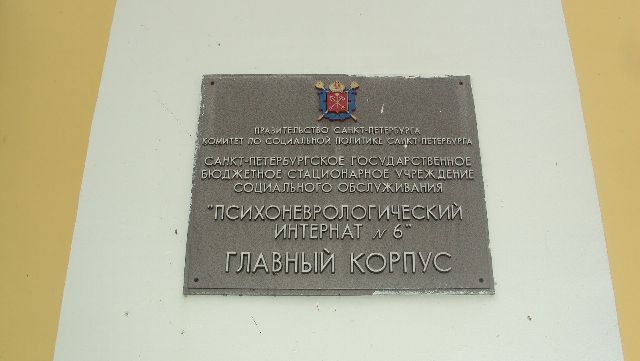 ПРАВИТЕЛЬСТВО САНКТ-ПЕТЕРБУРГА
КОМИТЕТ ПО СОЦИАЛЬНОЙ ПОЛИТИКЕ САНКТ-ПЕТЕРБУРГА
САНКТ-ПЕТЕРБУРГСКОЕ ГОСУДАРСТВЕННОЕ
БЮДЖЕТНОЕ СТАЦИОНАРНОЕ УЧРЕЖДЕНИЕ
СОЦИАЛЬНОГО ОБСЛУЖИВАНИЯ
"ПСИХОНЕВРОЛОГИЧЕСКИЙ
ИНТЕРНАТ № 6"
ГЛАВНЫЙ КОРПУС